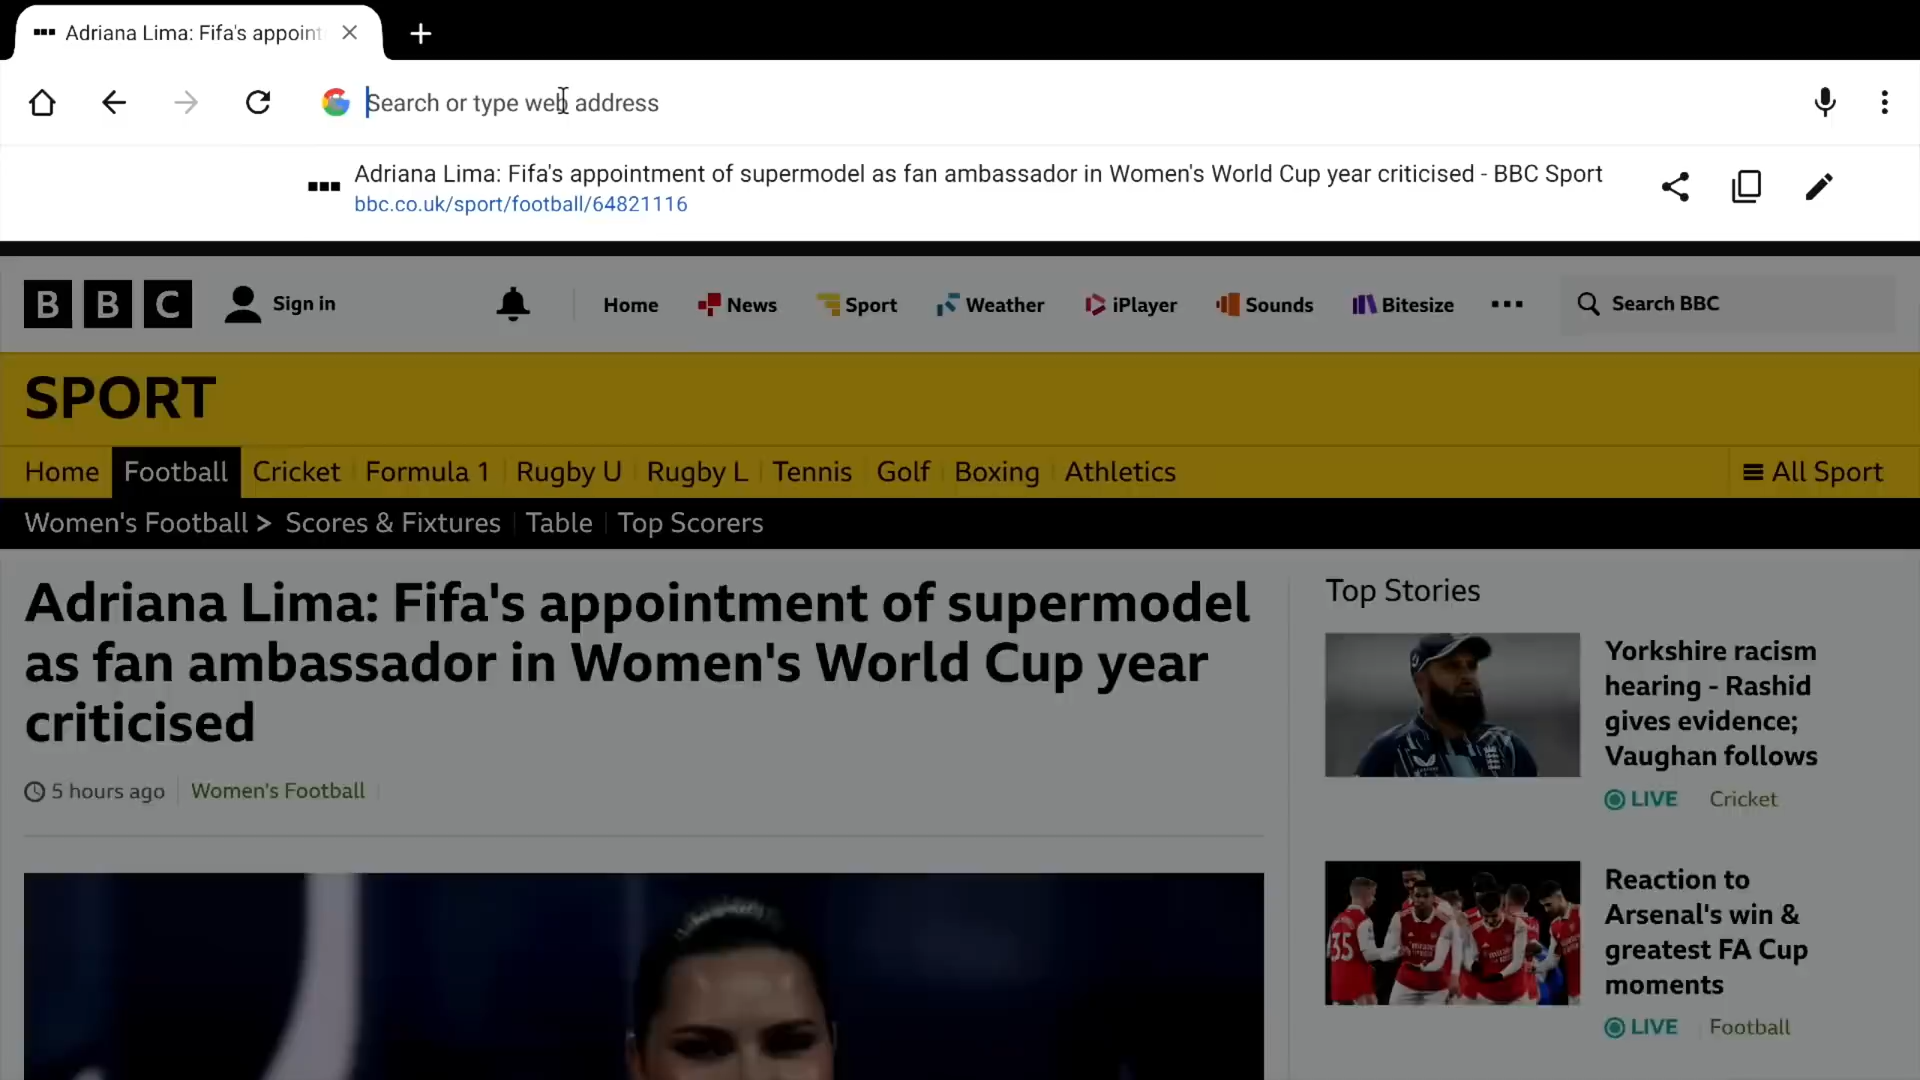 Adriana Lima: Fifa's appoint
Search or type web address
Adriana Lima: Fifa's appointment of supermodel as fan ambassador in Women's World Cup year criticised - BBC Sport
bbc.co.uk/sport/football/64821116
BBC Sign in Home News Sport Weather iPlayer Sounds Bitesize Search BBC
SPORT
Home Football Cricket Formula 1 Rugby U Rugby L Tennis Golf Boxing Athletics All Sport
Women's Football > Scores & Fixtures Table Top Scorers
Adriana Lima: Fifa's appointment of supermodel
as fan ambassador in Women's World Cup year
criticised
5 hours ago Women's Football
Top Stories
Yorkshire racism
hearing - Rashid
gives evidence;
Vaughan follows
LIVE Cricket
35
Reaction to
Arsenal's win &
greatest FA Cup
moments
LIVE Football